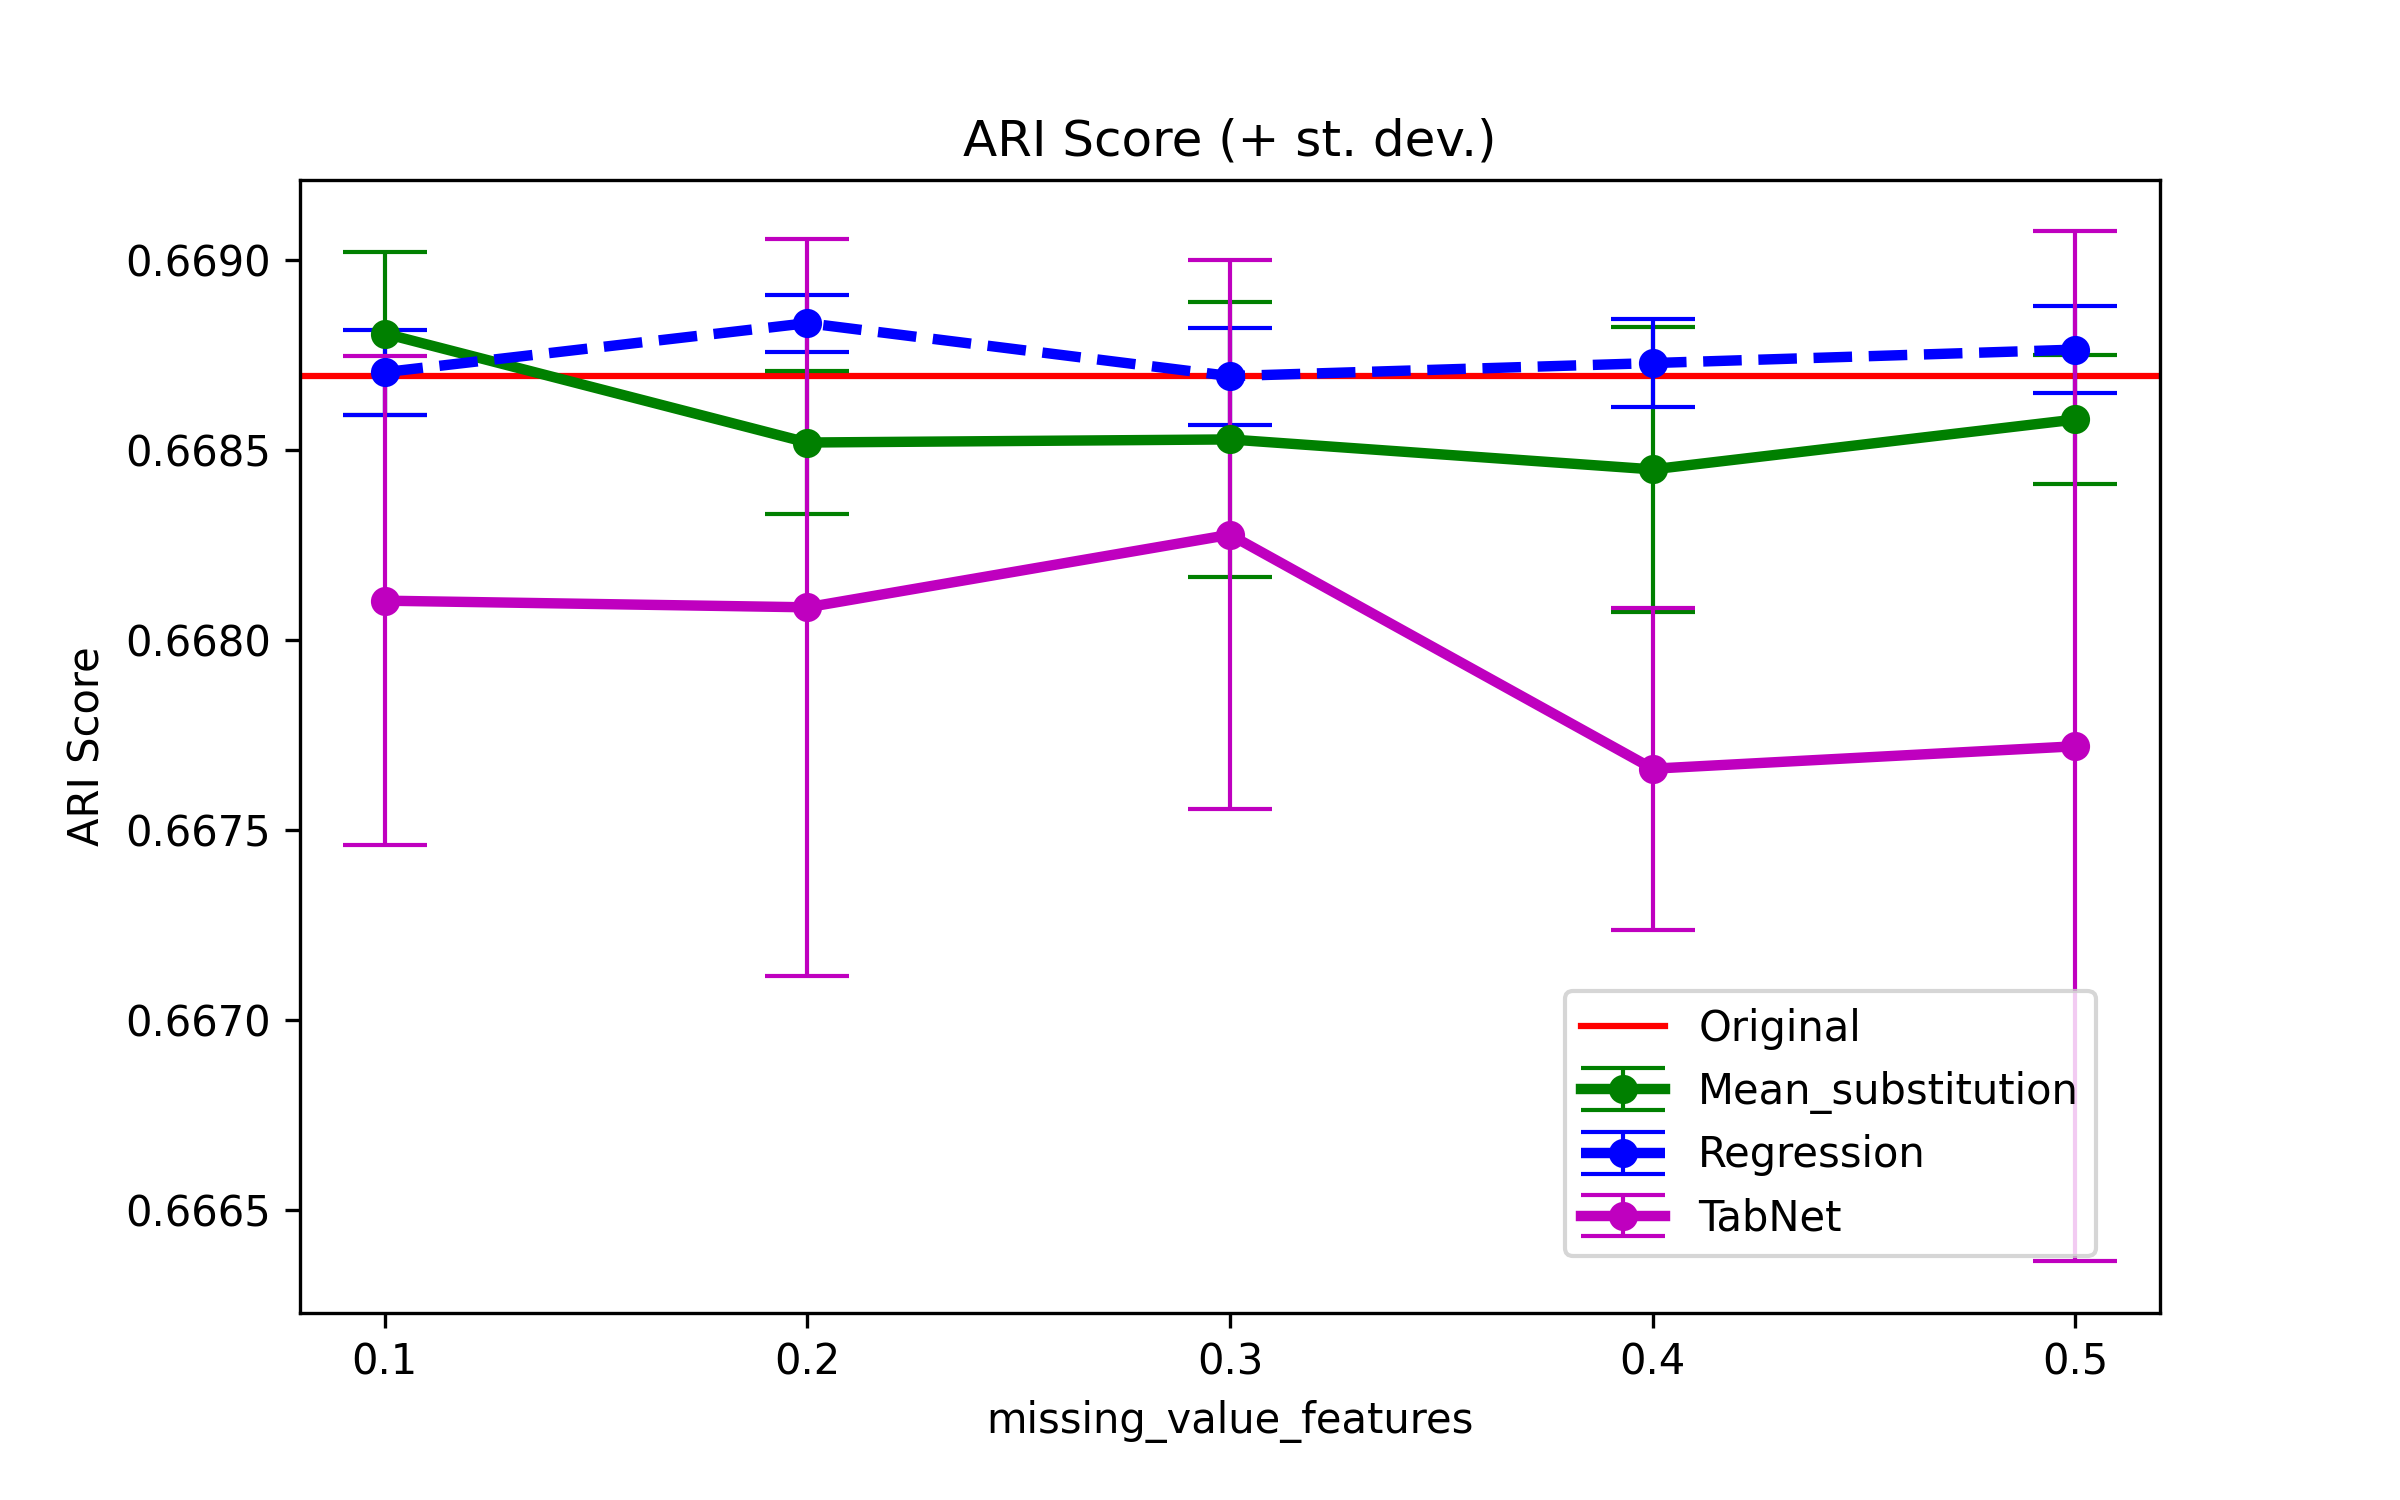 ARI Score (+ st. dev.)
0.6690
0.6685
0.6680
0.6675
0.6670
0.6665
ARI Score
Original
Mean_substitution
Regression
TabNet
0.1 0.2 0.3 0.4 0.5
missing_value_features